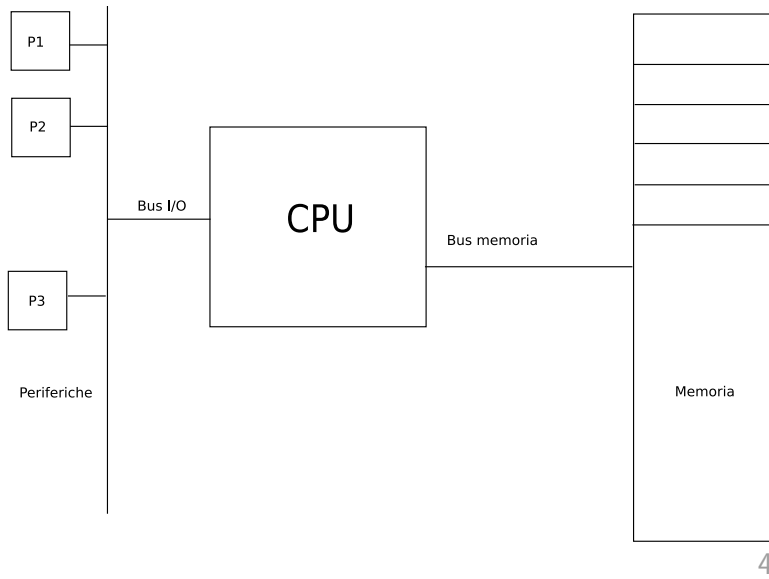 P1
P2
Bus I/O
CPU
Bus memoria
P3
Periferiche
Memoria
4